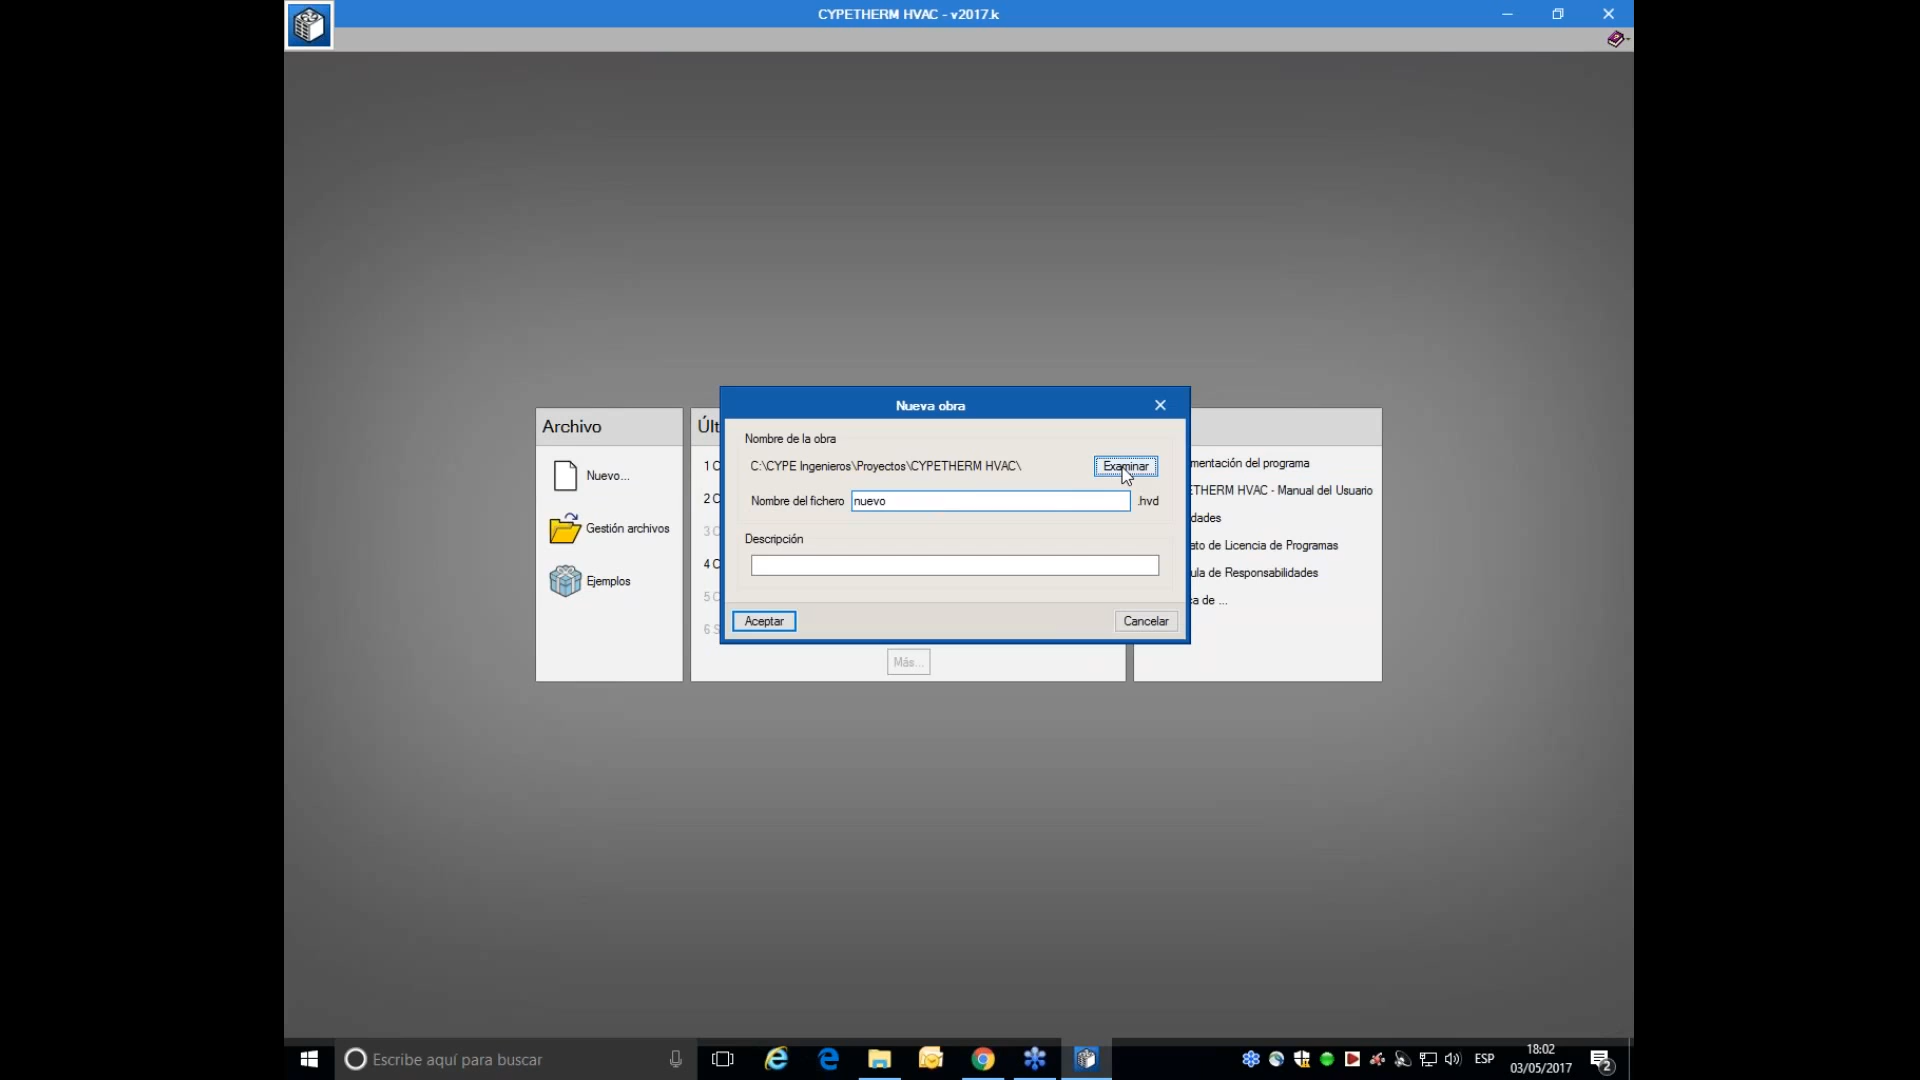 CYPETHERM HVAC - v2017.k
Nueva obra
Nombre de la obra
C:\CYPE Ingenieros\Proyectos\CYPETHERM HVAC\
Examinar
Nombre del fichero nuevo .hvd
Descripción
Aceptar
Cancelar
Archivo
Nuevo...
Gestión archivos
Ejemplos
Últ
1 C
2 C
3 C
4 C
5 C
6 S
Más...
mentación del programa
THERM HVAC - Manual del Usuario
dades
ato de Licencia de Programas
ula de Responsabilidades
a de ...
Escribe aquí para buscar
ESP
18:02
03/05/2017
2